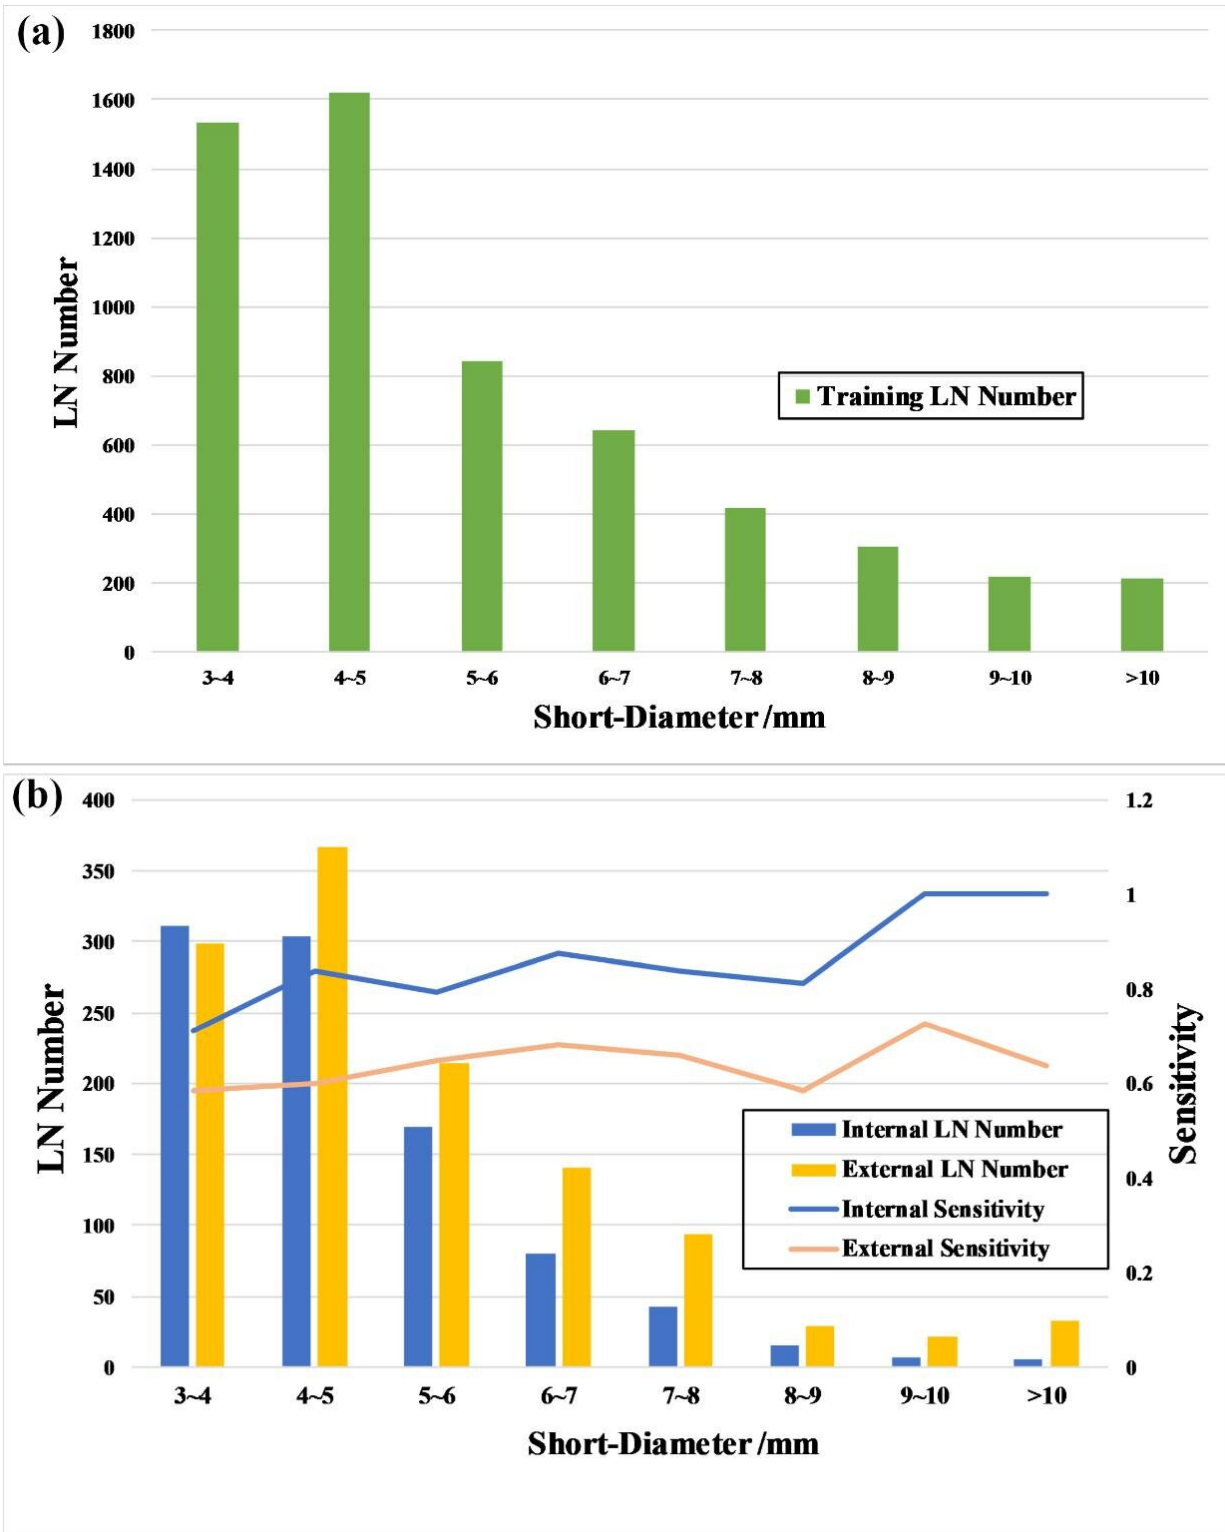 (a)
1800
1600
1400
1200
1000
800
600
400
200
0
LN Number
Training LN Number
3~4 4~5 5~6 6~7 7~8 8~9 9~10 >10
Short-Diameter /mm
(b)
400
350
300
250
200
150
100
50
0
LN Number
1.2
1
0.8
0.6
0.4
0.2
0
Sensitivity
Internal LN Number
External LN Number
Internal Sensitivity
External Sensitivity
3~4 4~5 5~6 6~7 7~8 8~9 9~10 >10
Short-Diameter /mm